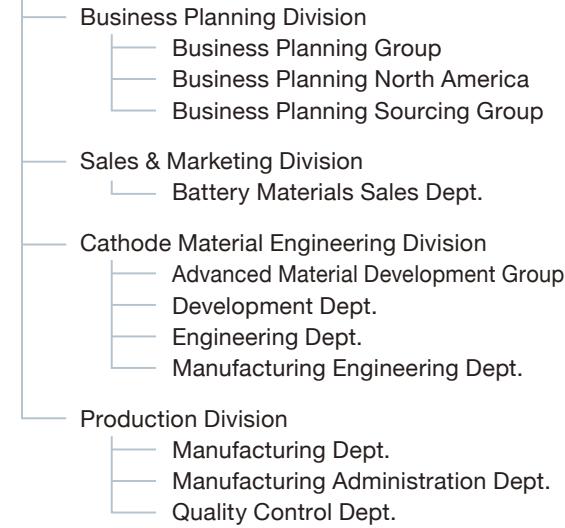 Business Planning Division
Business Planning Group
Business Planning North America
Business Planning Sourcing Group
Sales & Marketing Division
Battery Materials Sales Dept.
Cathode Material Engineering Division
Advanced Material Development Group
Development Dept.
Engineering Dept.
Manufacturing Engineering Dept.
Production Division
Manufacturing Dept.
Manufacturing Administration Dept.
Quality Control Dept.